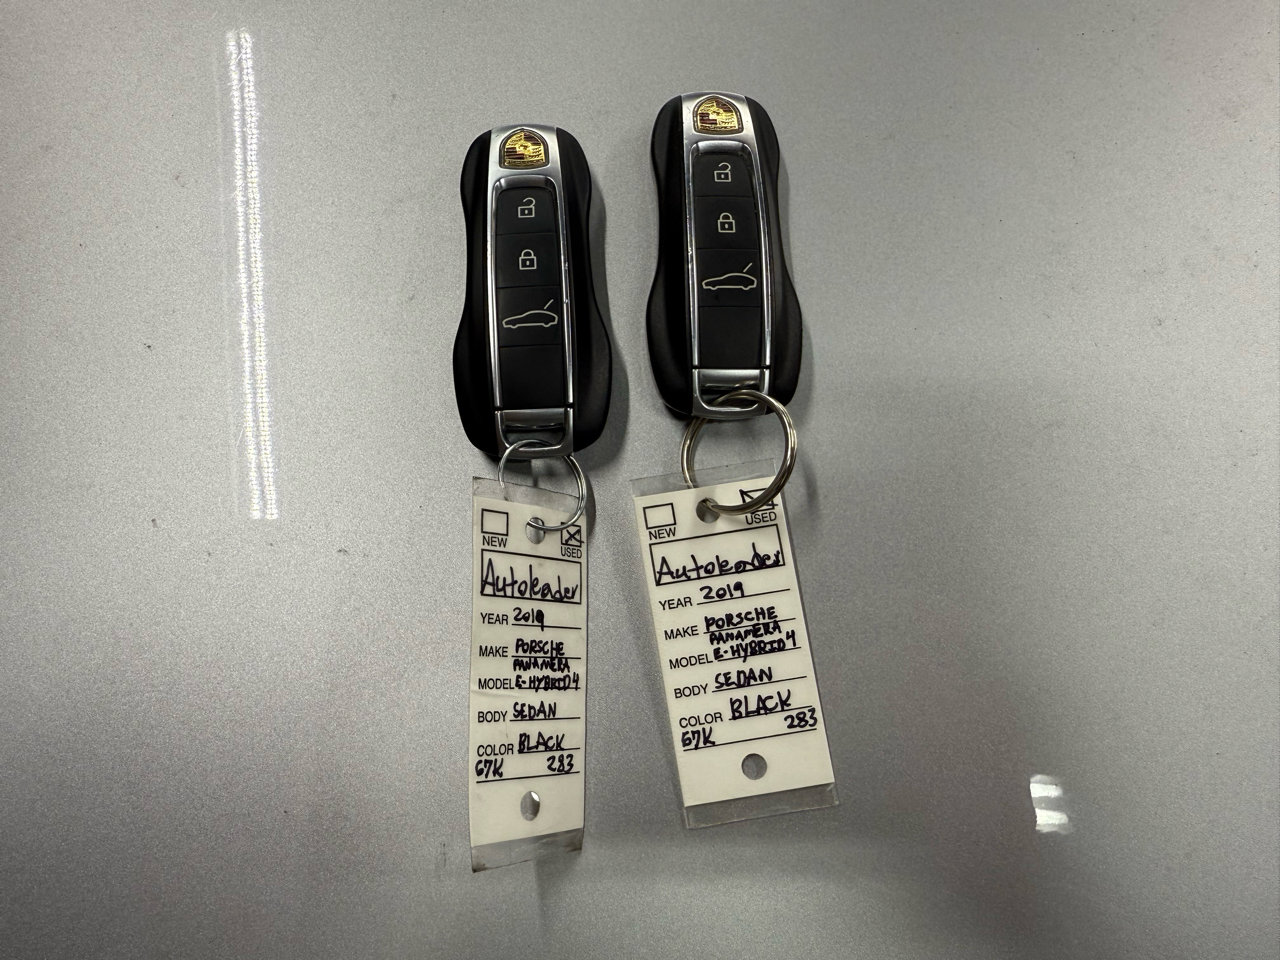 NEW
USED
Autoleader
YEAR 2019
MAKE PORSCHE
PANAMERA
MODEL E-HYBRID 4
BODY SEDAN
COLOR BLACK
67K 283
NEW
USED
Autoleader
YEAR 2019
MAKE PORSCHE
PANAMERA
MODEL E-HYBRID 4
BODY SEDAN
COLOR BLACK
67K 283